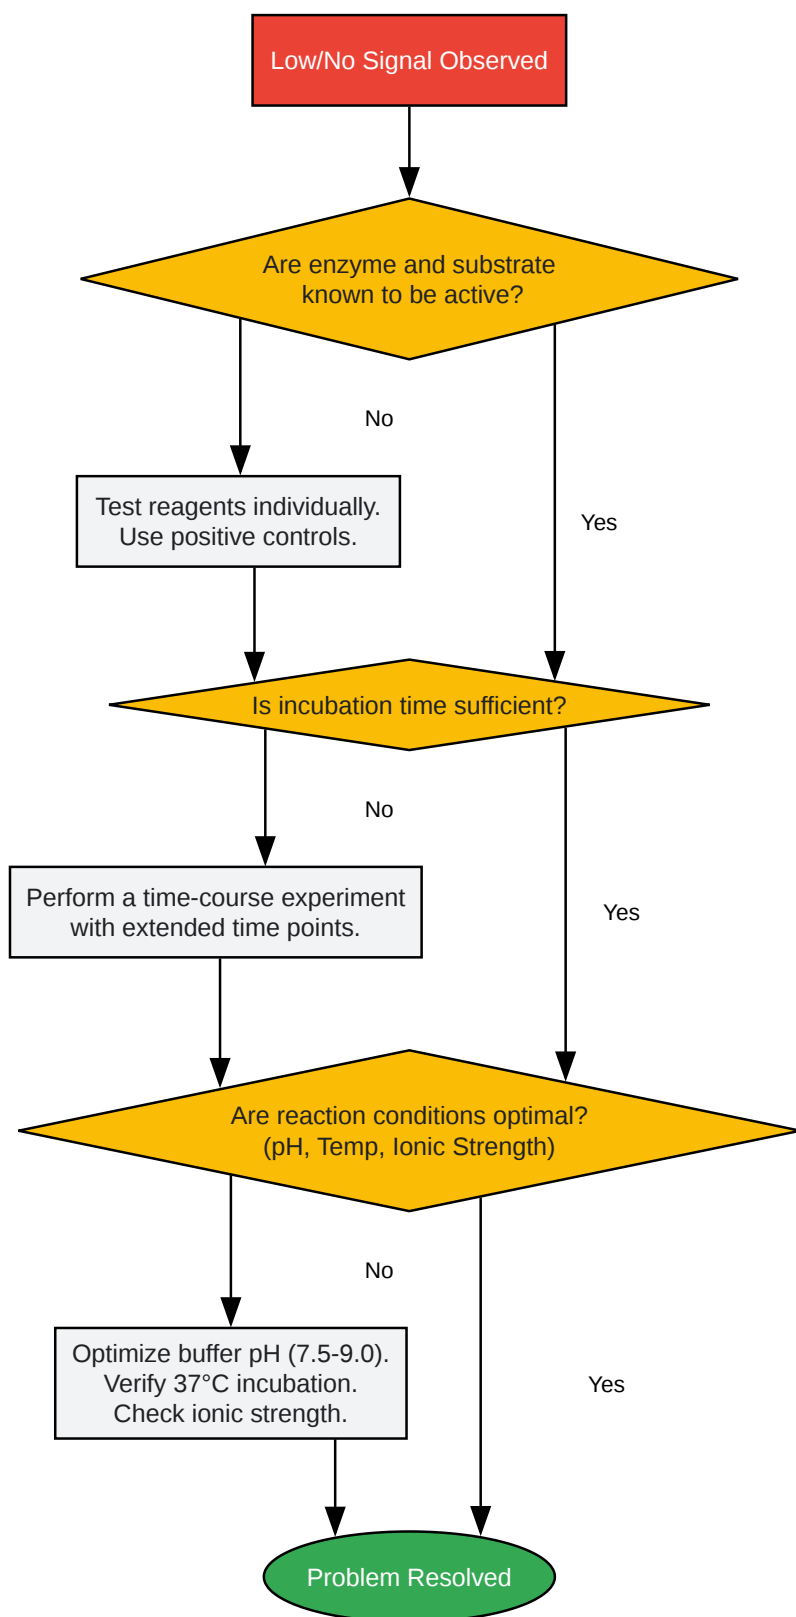 Low/No Signal Observed
Are enzyme and substrate
known to be active?
No
Test reagents individually.
Use positive controls.
Yes
Is incubation time sufficient?
No
Perform a time-course experiment
with extended time points.
Yes
Are reaction conditions optimal?
(pH, Temp, Ionic Strength)
No
Optimize buffer pH (7.5-9.0).
Verify 37°C incubation.
Check ionic strength.
Yes
Problem Resolved